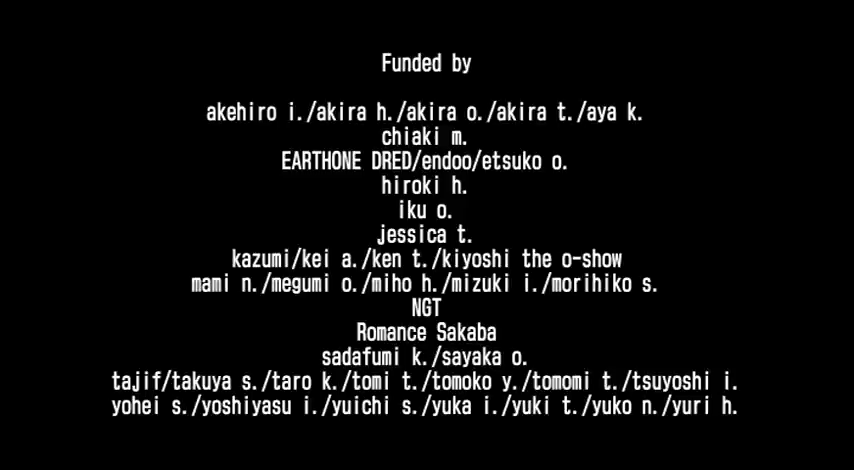 Funded by
akehiro i./akira h./akira o./akira t./aya k.
chiaki m.
EARTHONE DRED/endoo/etsuko o.
hiroki h.
iku o.
jessica t.
kazumi/kei a./ken t./kiyoshi the o-show
mami n./megumi o./miho h./mizuki i./morihiko s.
NGT
Romance Sakaba
sadafumi k./sayaka o.
tajif/takuya s./taro k./tomi t./tomoko y./tomomi t./tsuyoshi i.
yohei s./yoshiyasu i./yuichi s./yuka i./yuki t./yuko n./yuri h.